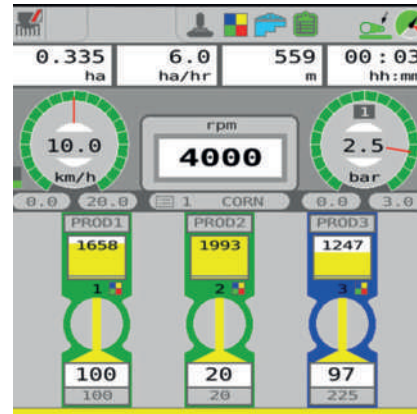 0.335 6.0 559 00:03
ha ha/hr m hh:mm
rpm 1
10.0 4000 2.5
km/h bar
0.0 20.0 1 CORN 0.0 3.0
PROD1 PROD2 PROD3
1658 1993 1247
1 2 3
100 20 97
100 20 225